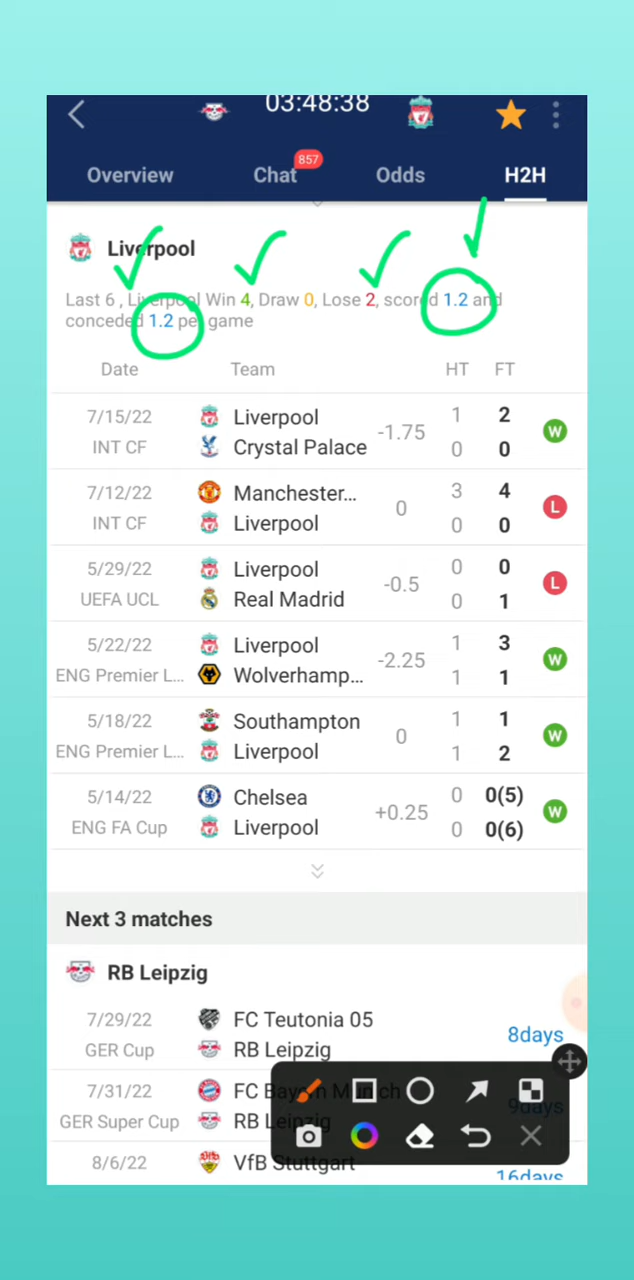 03:48:38
Overview Chat 857 Odds H2H
Liverpool
Last 6 , Liverpool Win 4, Draw 0, Lose 2, scored 1.2 and
conceded 1.2 per game
Date Team HT FT
7/15/22 Liverpool 1 2
INT CF Crystal Palace -1.75 0 0 W
7/12/22 Manchester... 3 4
INT CF Liverpool 0 0 0 L
5/29/22 Liverpool 0 0
UEFA UCL Real Madrid -0.5 0 1 L
5/22/22 Liverpool 1 3
ENG Premier L... Wolverhamp... -2.25 1 1 W
5/18/22 Southampton 1 1
ENG Premier L... Liverpool 0 1 2 W
5/14/22 Chelsea 0 0(5)
ENG FA Cup Liverpool +0.25 0 0(6) W
Next 3 matches
RB Leipzig
7/29/22 FC Teutonia 05
GER Cup RB Leipzig 8days
7/31/22 FC Bayern Munich
GER Super Cup RB Leipzig 9days
8/6/22 VfB Stuttgart 16days